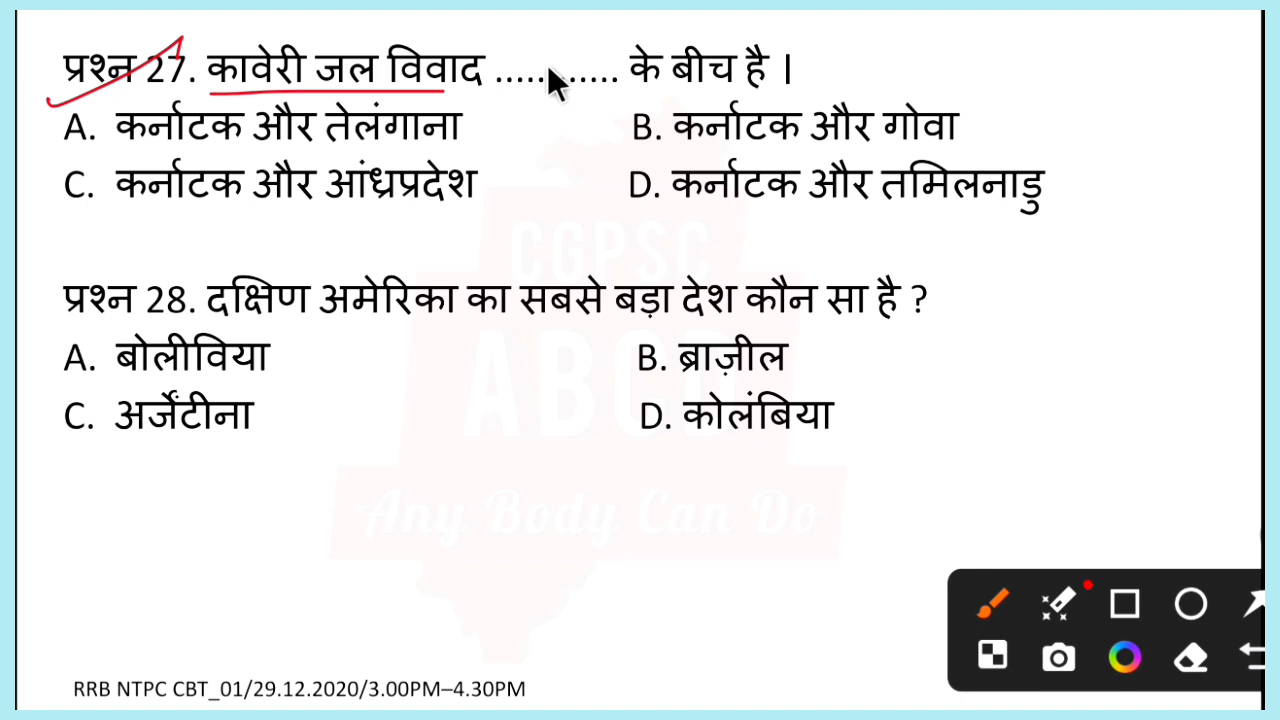 प्रश्न 27. कावेरी जल विवाद ............ के बीच है ।
A. कर्नाटक और तेलंगाना B. कर्नाटक और गोवा
C. कर्नाटक और आंध्रप्रदेश D. कर्नाटक और तमिलनाडु
प्रश्न 28. दक्षिण अमेरिका का सबसे बड़ा देश कौन सा है ?
A. बोलीविया B. ब्राज़ील
C. अर्जेंटीना D. कोलंबिया
CGPSC
ABCD
Any Body Can Do
RRB NTPC CBT_01/29.12.2020/3.00PM–4.30PM